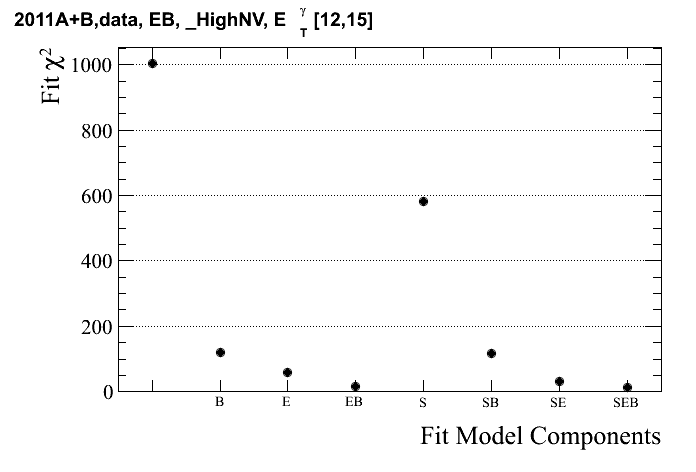 2011A+B,data, EB, _HighNV, E γ T [12,15]
Fit χ²
1000
800
600
400
200
0
B E EB S SB SE SEB
Fit Model Components